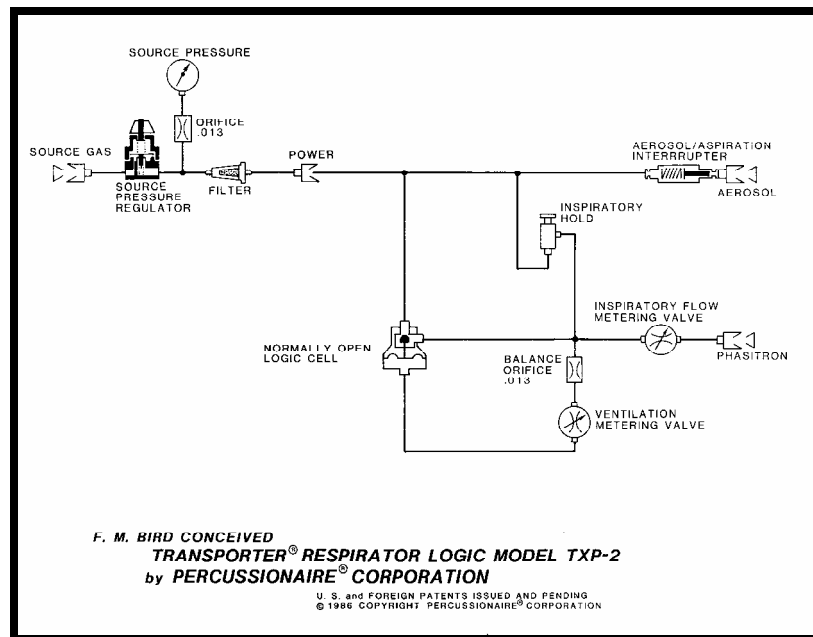 SOURCE PRESSURE
ORIFICE
.013
SOURCE GAS
POWER
AEROSOL/ASPIRATION
INTERRRUPTER
SOURCE
PRESSURE
REGULATOR
FILTER
AEROSOL
INSPIRATORY
HOLD
INSPIRATORY FLOW
METERING VALVE
NORMALLY OPEN
LOGIC CELL
BALANCE
ORIFICE
.013
PHASITRON
VENTILATION
METERING VALVE
F. M. BIRD CONCEIVED
TRANSPORTER® RESPIRATOR LOGIC MODEL TXP-2
by PERCUSSIONAIRE® CORPORATION
U. S. and FOREIGN PATENTS ISSUED AND PENDING
© 1986 COPYRIGHT PERCUSSIONAIRE® CORPORATION